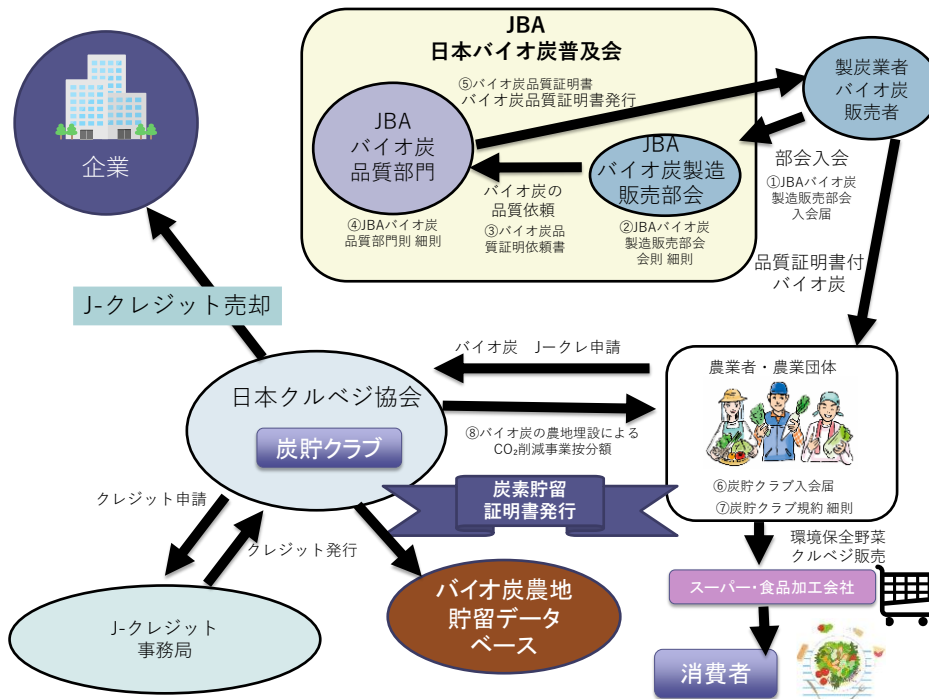 JBA
日本バイオ炭普及会
⑤バイオ炭品質証明書
バイオ炭品質証明書発行
製炭業者
バイオ炭
販売者
JBA
バイオ炭
品質部門
JBA
バイオ炭製造
販売部会
企業
部会入会
①JBAバイオ炭
製造販売部会
入会届
バイオ炭の
品質依頼
③バイオ炭品
質証明依頼書
④JBAバイオ炭
品質部門則 細則
②JBAバイオ炭
製造販売部会
会則 細則
品質証明書付
バイオ炭
J-クレジット売却
バイオ炭　Jークレ申請
農業者・農業団体
日本クルベジ協会
炭貯クラブ
⑧バイオ炭の農地埋設による
CO₂削減事業按分額
⑥炭貯クラブ入会届
⑦炭貯クラブ規約 細則
炭素貯留
証明書発行
クレジット申請
クレジット発行
環境保全野菜
クルベジ販売
スーパー・食品加工会社
バイオ炭農地
貯留データ
ベース
J-クレジット
事務局
消費者